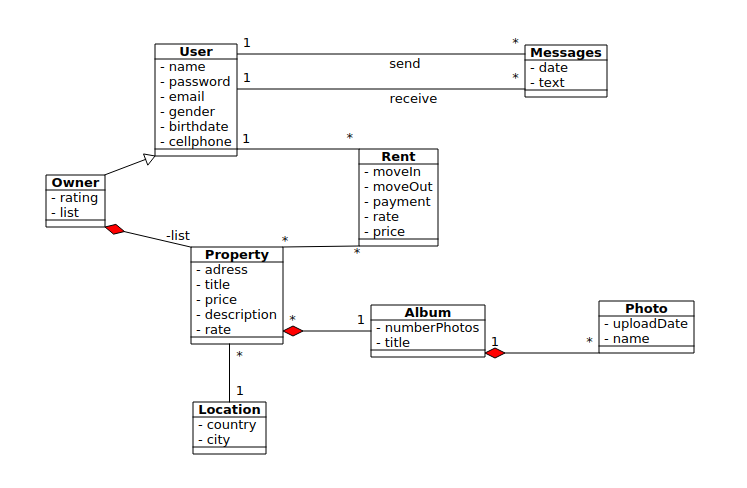 User
- name
- password
- email
- gender
- birthdate
- cellphone
1
*
send
1
*
receive
Messages
- date
- text
1
*
Rent
- moveIn
- moveOut
- payment
- rate
- price
Owner
- rating
- list
-list
*
*
Property
- adress
- title
- price
- description
- rate
*
1
Album
- numberPhotos
- title
1
*
Photo
- uploadDate
- name
*
1
Location
- country
- city